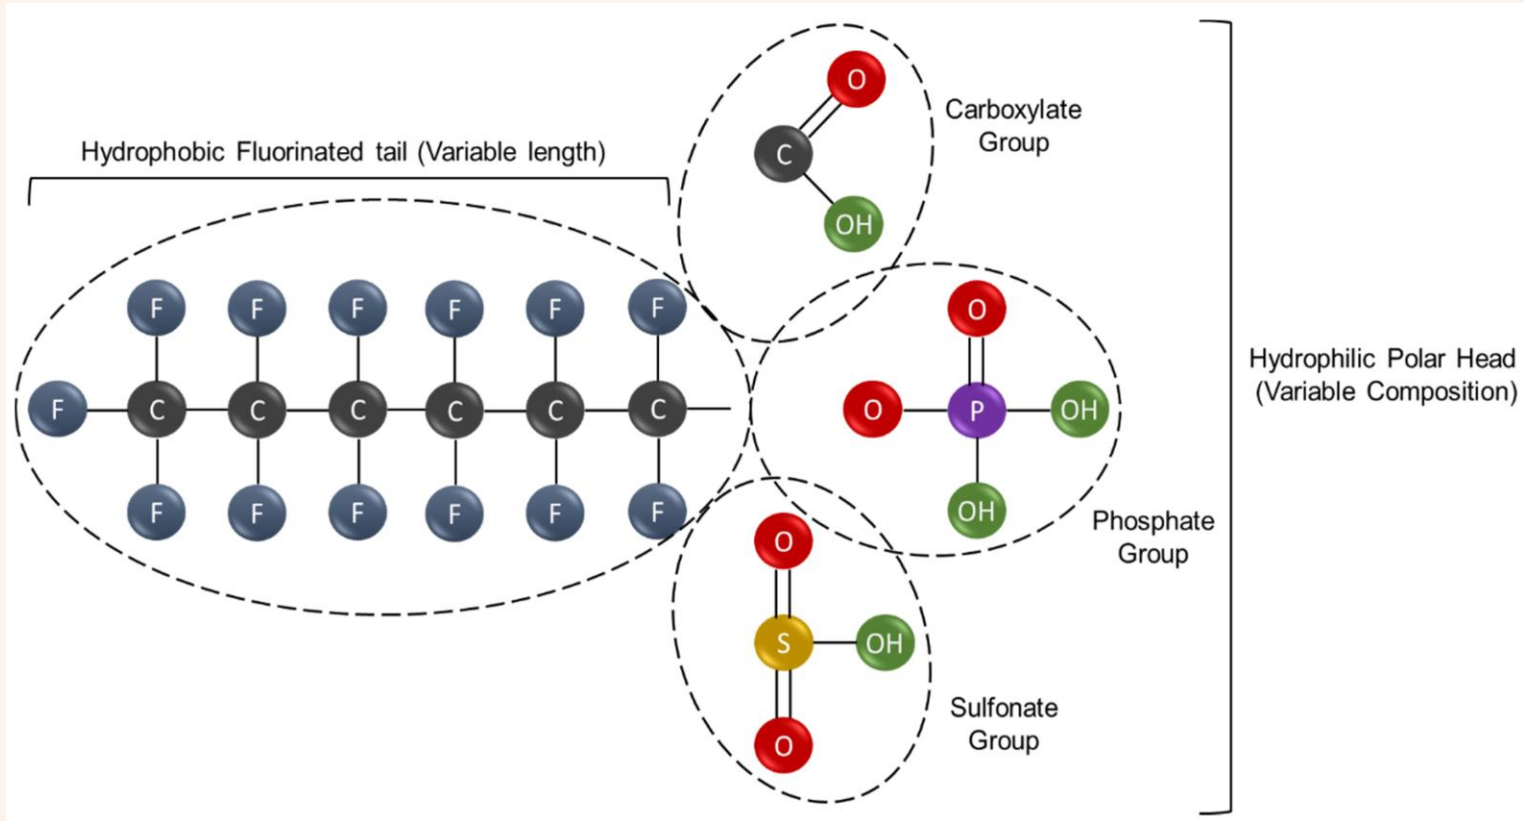 Hydrophobic Fluorinated tail (Variable length)
F F F F F F
F C C C C C C
F F F F F F
O
C
OH
Carboxylate
Group
O
O P OH
OH
Phosphate
Group
O
S OH
O
Sulfonate
Group
Hydrophilic Polar Head
(Variable Composition)